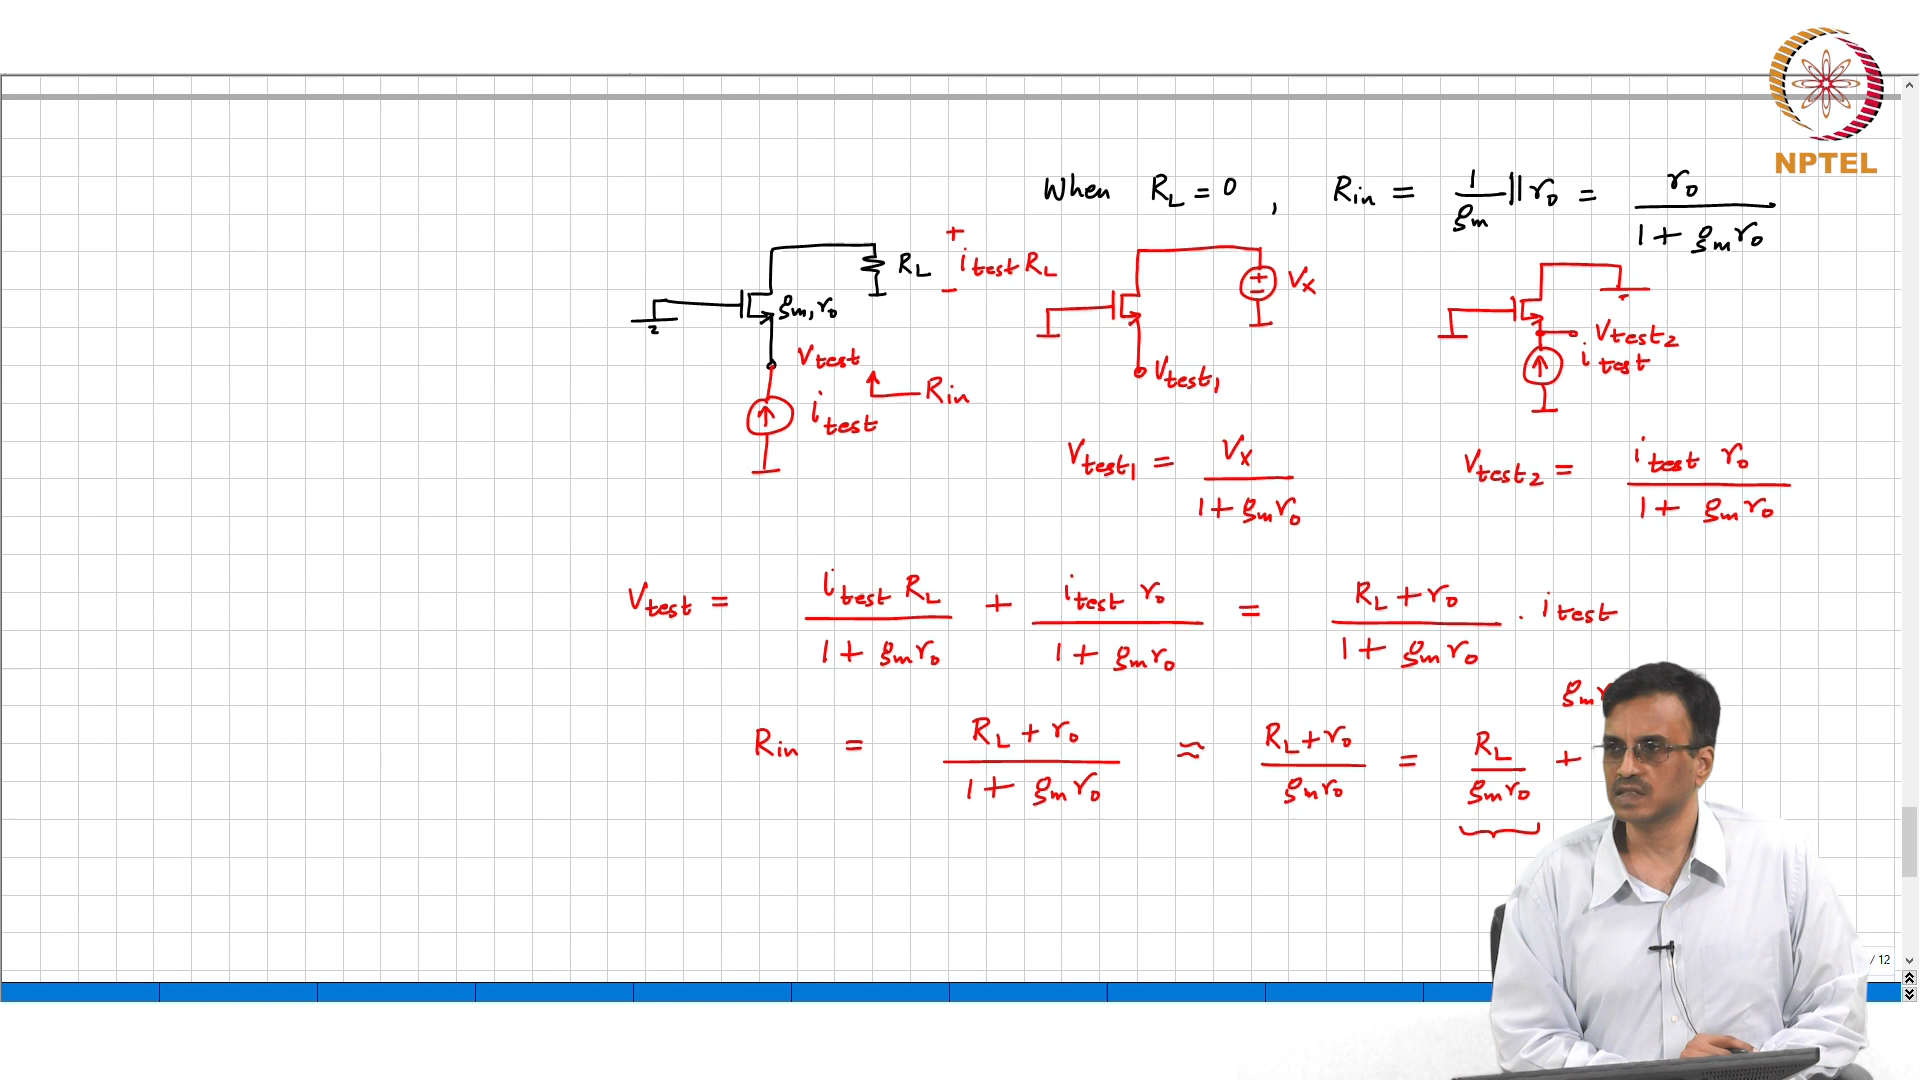 NPTEL
When R_L = 0 , R_in = 1/g_m || r_o = r_o / (1 + g_m r_o)
+
R_L i_test R_L
−
g_m, r_o
V_x
V_test
R_in
i_test
V_test1
V_test2
i_test
V_test1 = V_x / (1 + g_m r_o)
V_test2 = i_test r_o / (1 + g_m r_o)
V_test = i_test R_L / (1 + g_m r_o) + i_test r_o / (1 + g_m r_o) = (R_L + r_o) / (1 + g_m r_o) · i_test
g_m
R_in = (R_L + r_o) / (1 + g_m r_o) ≈ (R_L + r_o) / (g_m r_o) = R_L / (g_m r_o) +
/ 12